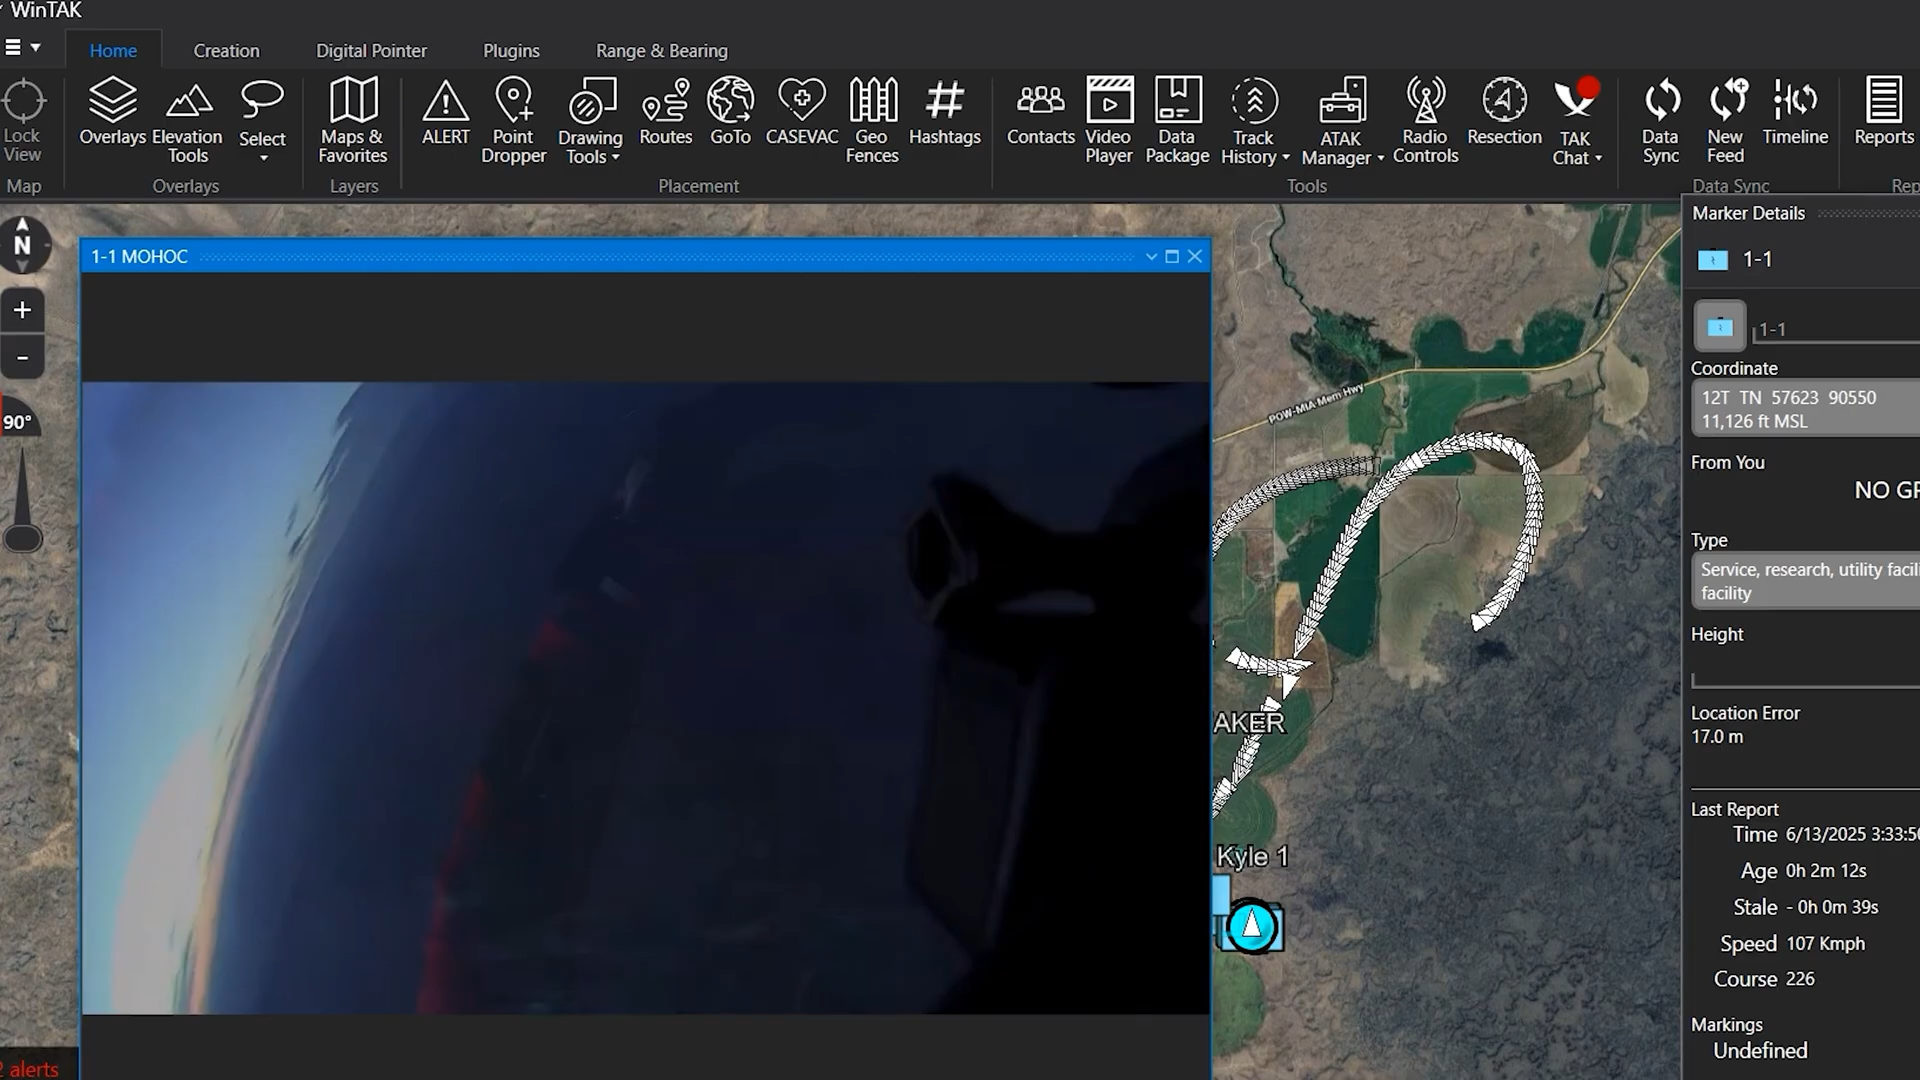 WinTAK
Home
Creation
Digital Pointer
Plugins
Range & Bearing
Lock
View
Map
Overlays
Elevation
Tools
Select
Overlays
Maps &
Favorites
Layers
ALERT
Point
Dropper
Drawing
Tools
Routes
GoTo
CASEVAC
Geo
Fences
Hashtags
Placement
Contacts
Video
Player
Data
Package
Track
History
ATAK
Manager
Radio
Controls
Resection
TAK
Chat
Tools
Data
Sync
New
Feed
Timeline
Data Sync
Reports
Rep
N
+
-
90°
1-1 MOHOC
POW-MIA Mem Hwy
AKER
Kyle 1
2 alerts
Marker Details
1-1
1-1
Coordinate
12T TN 57623 90550
11,126 ft MSL
From You
NO GP
Type
Service, research, utility facili
facility
Height
Location Error
17.0 m
Last Report
Time 6/13/2025 3:33:50
Age 0h 2m 12s
Stale - 0h 0m 39s
Speed 107 Kmph
Course 226
Markings
Undefined